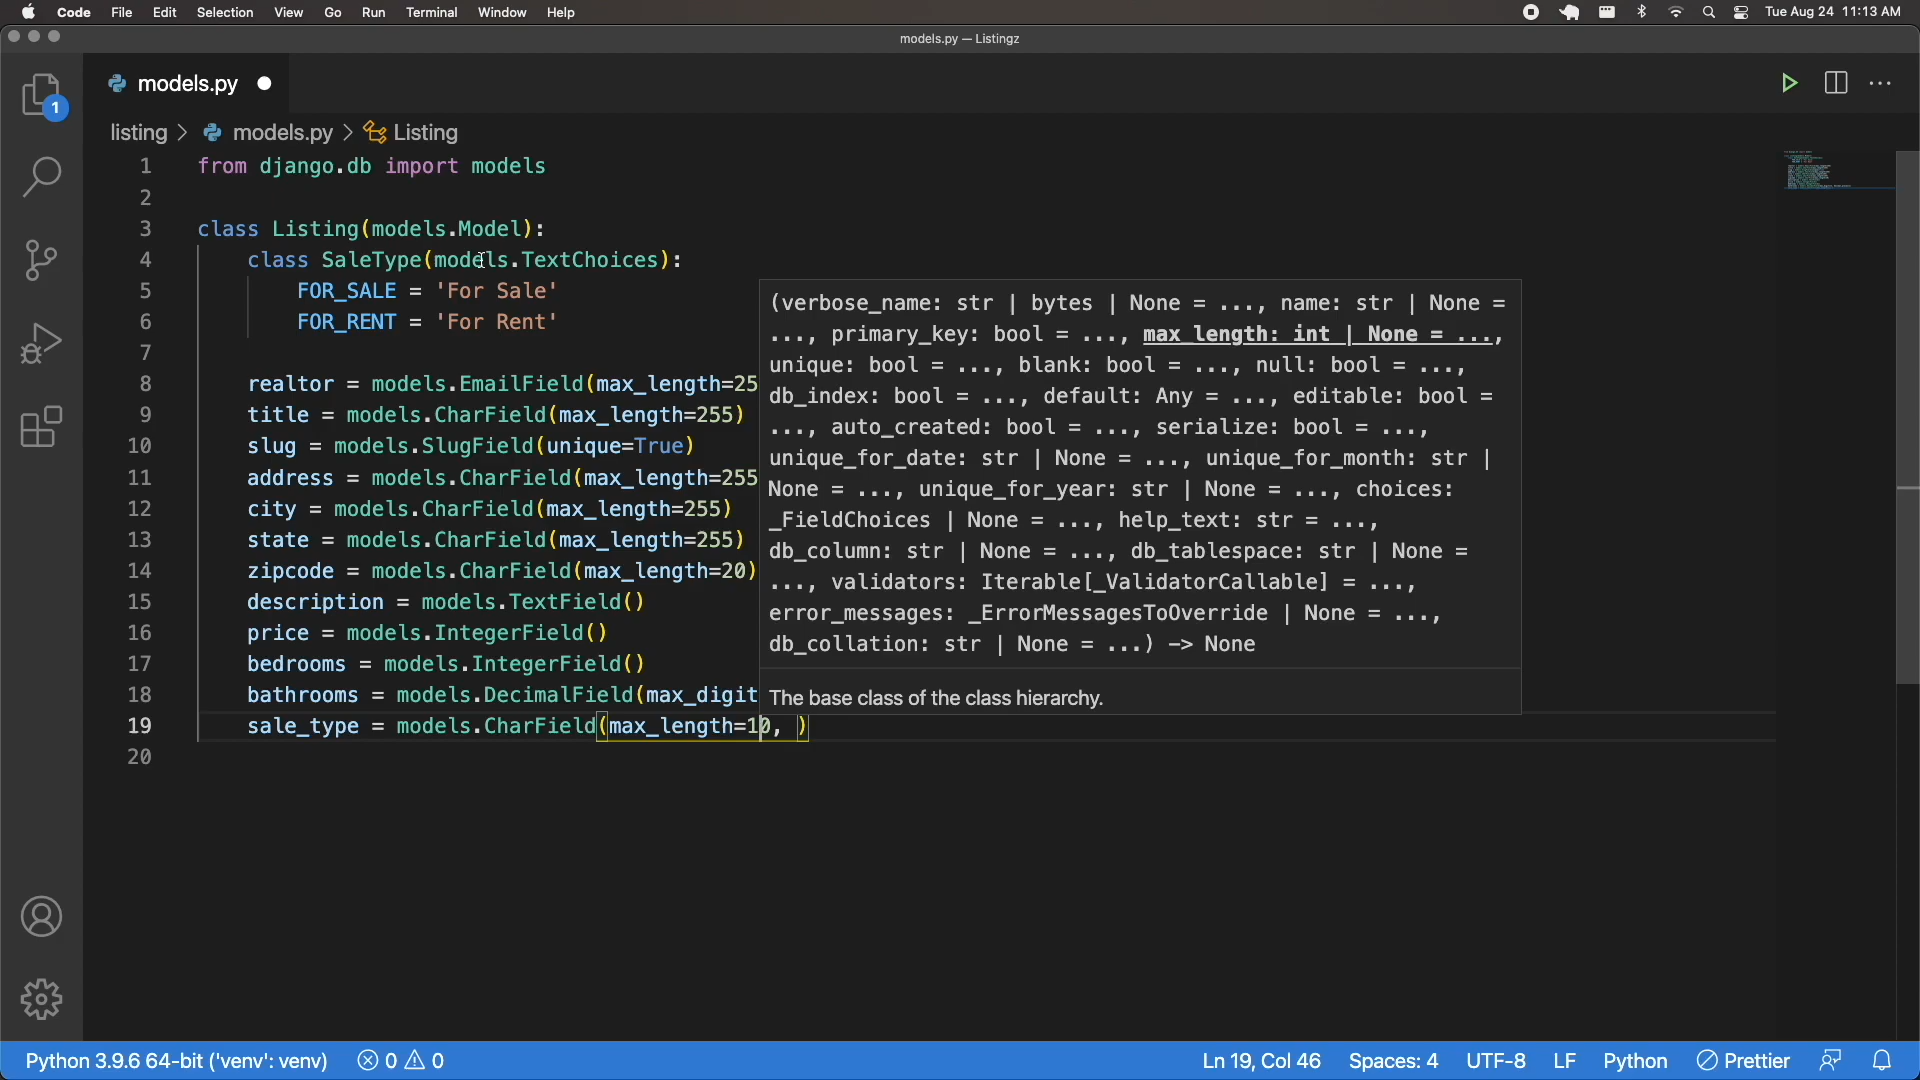 Code File Edit Selection View Go Run Terminal Window Help Tue Aug 24 11:13 AM
models.py — Listingz
models.py
1
listing > models.py > Listing
1 from django.db import models
2
3 class Listing(models.Model):
4 class SaleType(models.TextChoices):
5 FOR_SALE = 'For Sale'
6 FOR_RENT = 'For Rent'
7
8 realtor = models.EmailField(max_length=25
9 title = models.CharField(max_length=255)
10 slug = models.SlugField(unique=True)
11 address = models.CharField(max_length=255
12 city = models.CharField(max_length=255)
13 state = models.CharField(max_length=255)
14 zipcode = models.CharField(max_length=20)
15 description = models.TextField()
16 price = models.IntegerField()
17 bedrooms = models.IntegerField()
18 bathrooms = models.DecimalField(max_digit
19 sale_type = models.CharField(max_length=10, )
20
(verbose_name: str | bytes | None = ..., name: str | None =
..., primary_key: bool = ..., max_length: int | None = ...,
unique: bool = ..., blank: bool = ..., null: bool = ...,
db_index: bool = ..., default: Any = ..., editable: bool =
..., auto_created: bool = ..., serialize: bool = ...,
unique_for_date: str | None = ..., unique_for_month: str |
None = ..., unique_for_year: str | None = ..., choices:
_FieldChoices | None = ..., help_text: str = ...,
db_column: str | None = ..., db_tablespace: str | None =
..., validators: Iterable[_ValidatorCallable] = ...,
error_messages: _ErrorMessagesToOverride | None = ...,
db_collation: str | None = ...) -> None
The base class of the class hierarchy.
Python 3.9.6 64-bit ('venv': venv) 0 0 Ln 19, Col 46 Spaces: 4 UTF-8 LF Python Prettier